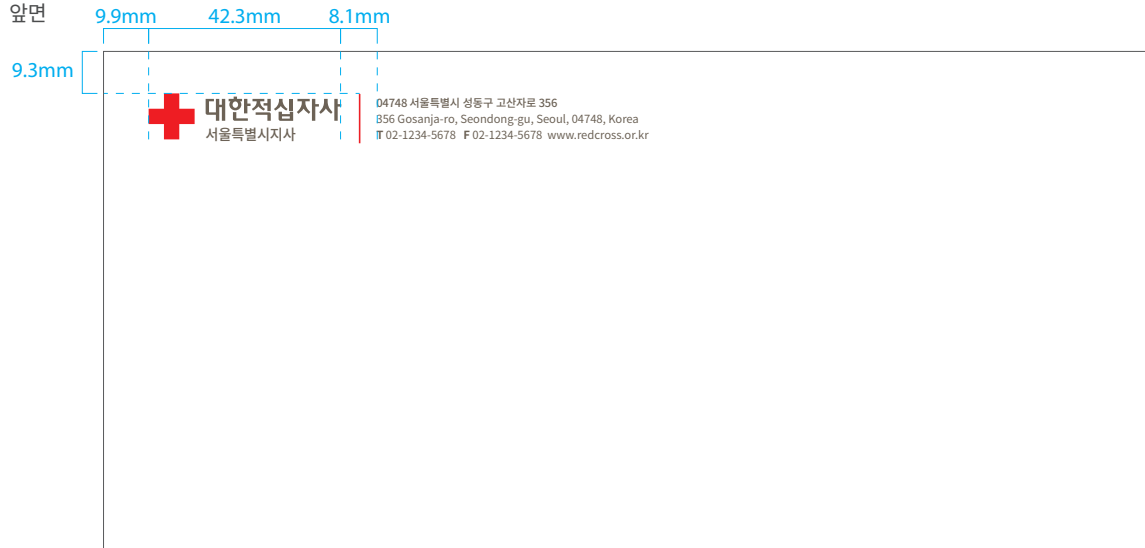 앞면
9.9mm 42.3mm 8.1mm
9.3mm
대한적십자사
서울특별시지사
04748 서울특별시 성동구 고산자로 356
356 Gosanja-ro, Seondong-gu, Seoul, 04748, Korea
T 02-1234-5678 F 02-1234-5678 www.redcross.or.kr